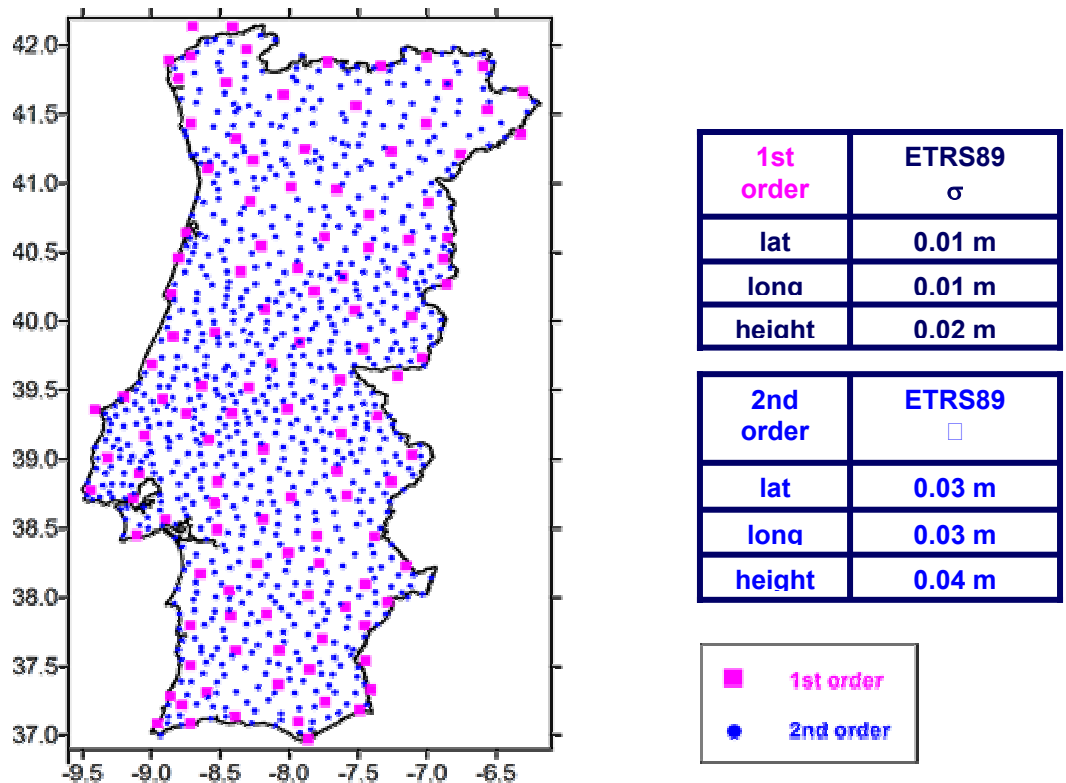 42.0
41.5
41.0
40.5
40.0
39.5
39.0
38.5
38.0
37.5
37.0
-9.5 -9.0 -8.5 -8.0 -7.5 -7.0 -6.5
1st order ETRS89 σ
lat 0.01 m
long 0.01 m
height 0.02 m
2nd order ETRS89 □
lat 0.03 m
long 0.03 m
height 0.04 m
1st order
2nd order